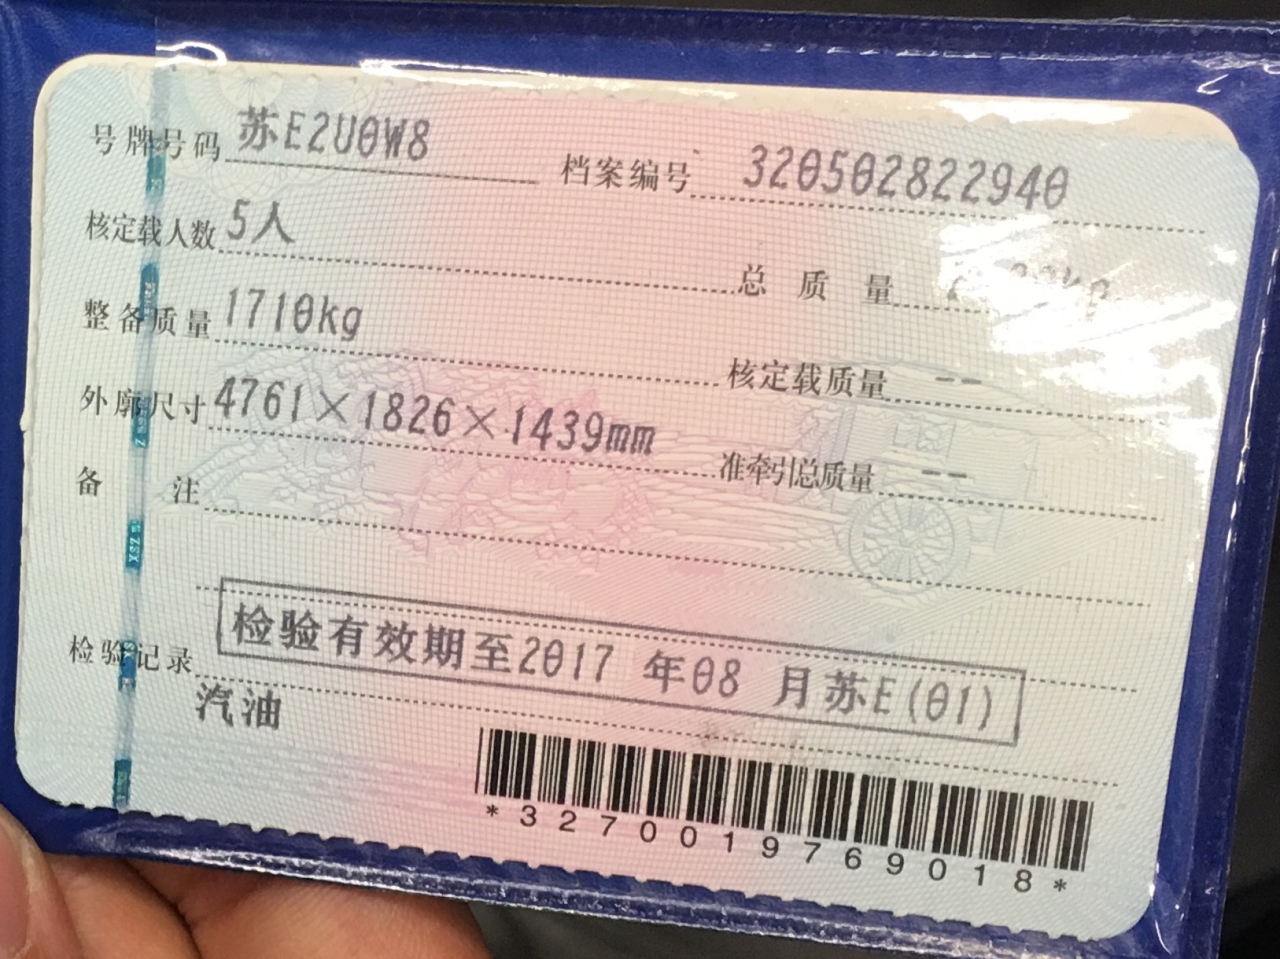 号牌号码 苏E2U0W8 档案编号 320502822940
核定载人数 5人 总质量
整备质量 1710kg 核定载质量 --
外廓尺寸 4761×1826×1439mm 准牵引总质量 --
备注
检验记录 检验有效期至2017 年08 月苏E(01)
汽油
*3270019769018*